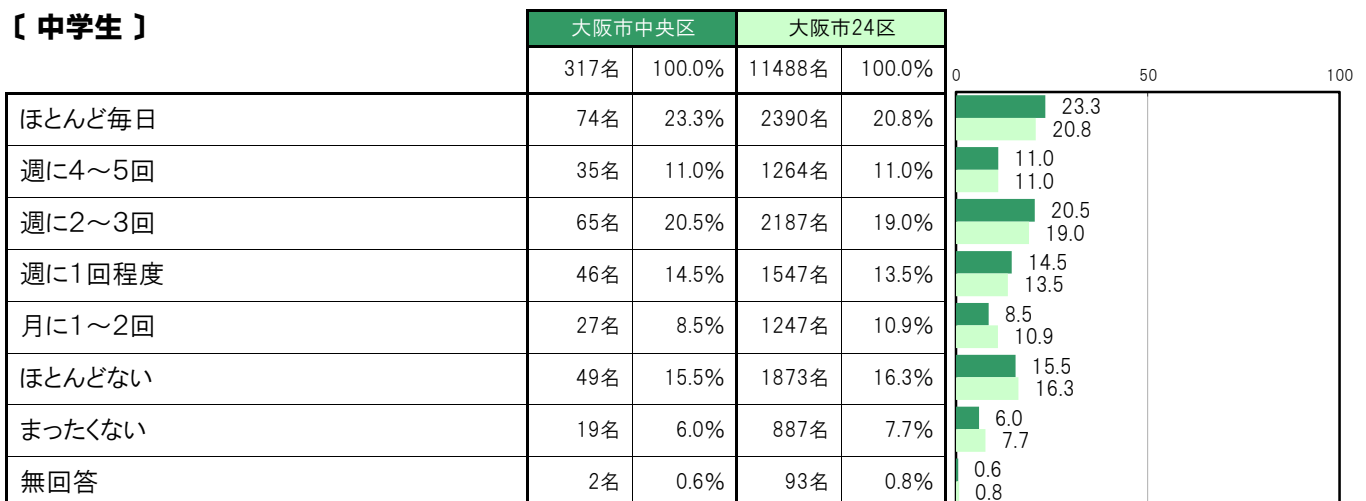 〔 中学生 〕
大阪市中央区 大阪市24区
317名 100.0% 11488名 100.0%
0 50 100
ほとんど毎日 74名 23.3% 2390名 20.8% 23.3
20.8
週に4～5回 35名 11.0% 1264名 11.0% 11.0
11.0
週に2～3回 65名 20.5% 2187名 19.0% 20.5
19.0
週に1回程度 46名 14.5% 1547名 13.5% 14.5
13.5
月に1～2回 27名 8.5% 1247名 10.9% 8.5
10.9
ほとんどない 49名 15.5% 1873名 16.3% 15.5
16.3
まったくない 19名 6.0% 887名 7.7% 6.0
7.7
無回答 2名 0.6% 93名 0.8% 0.6
0.8